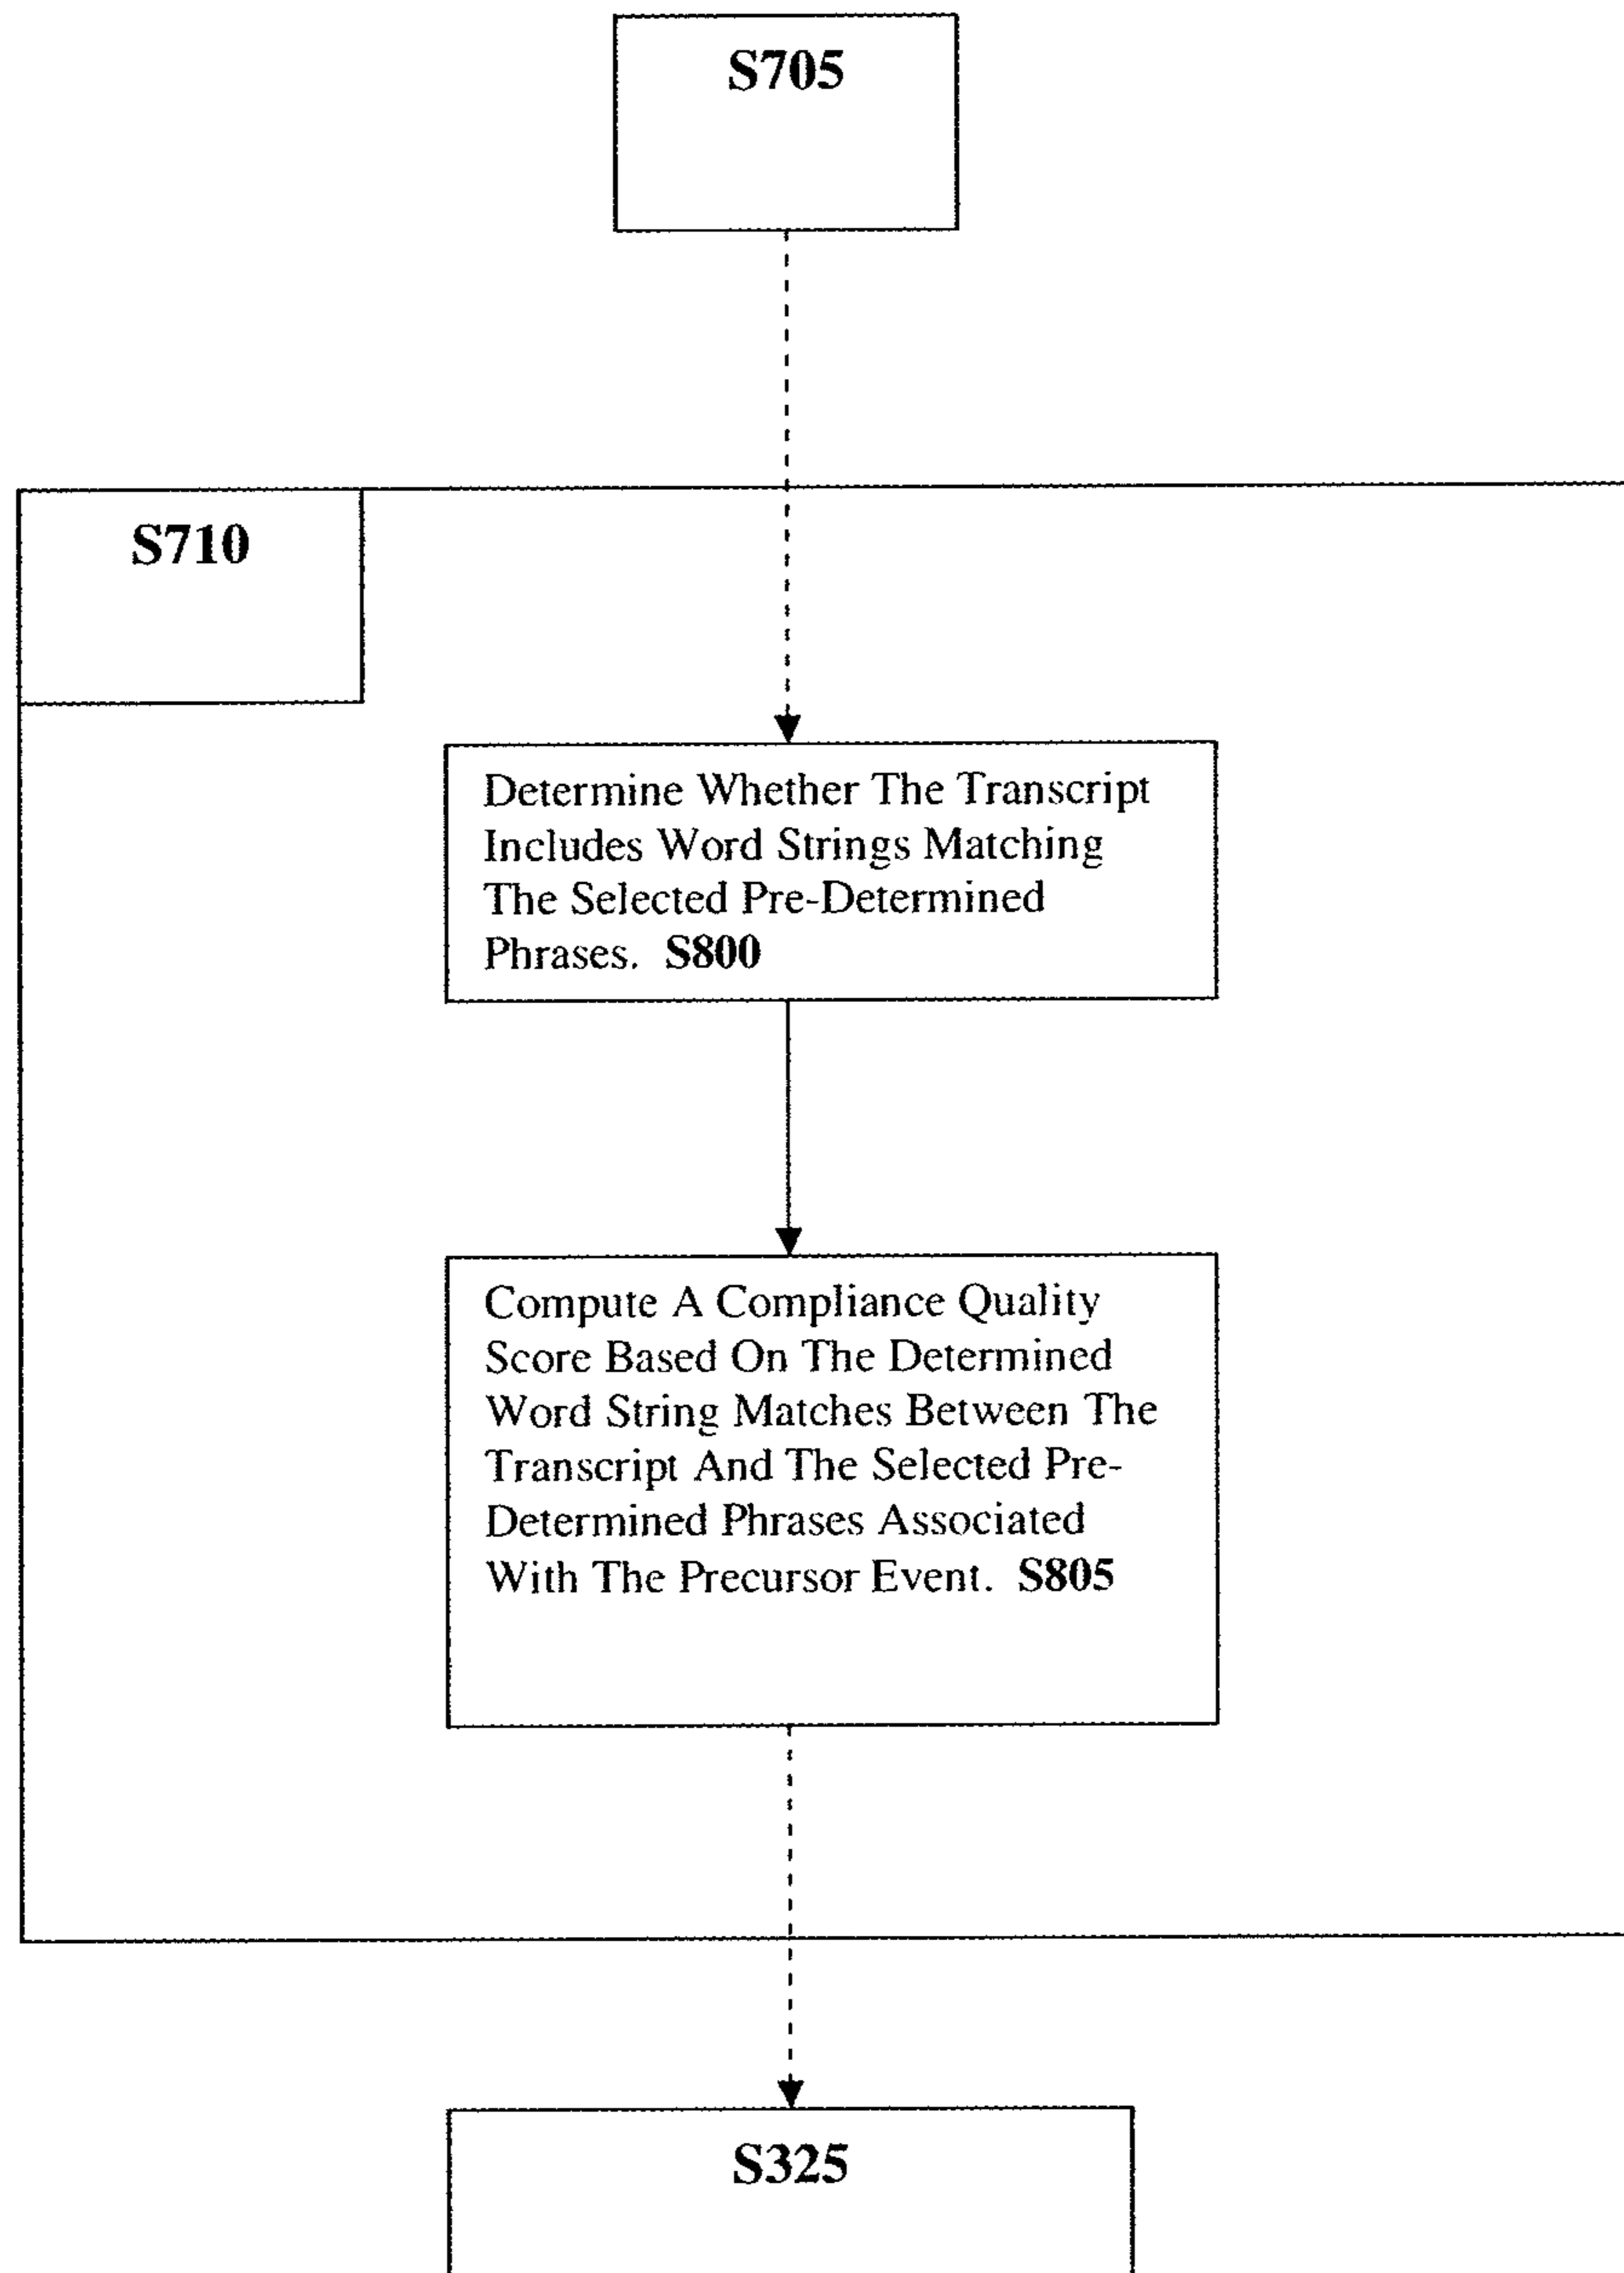 S705
S710
Determine Whether The Transcript
Includes Word Strings Matching
The Selected Pre-Determined
Phrases. S800
Compute A Compliance Quality
Score Based On The Determined
Word String Matches Between The
Transcript And The Selected Pre-
Determined Phrases Associated
With The Precursor Event. S805
S325